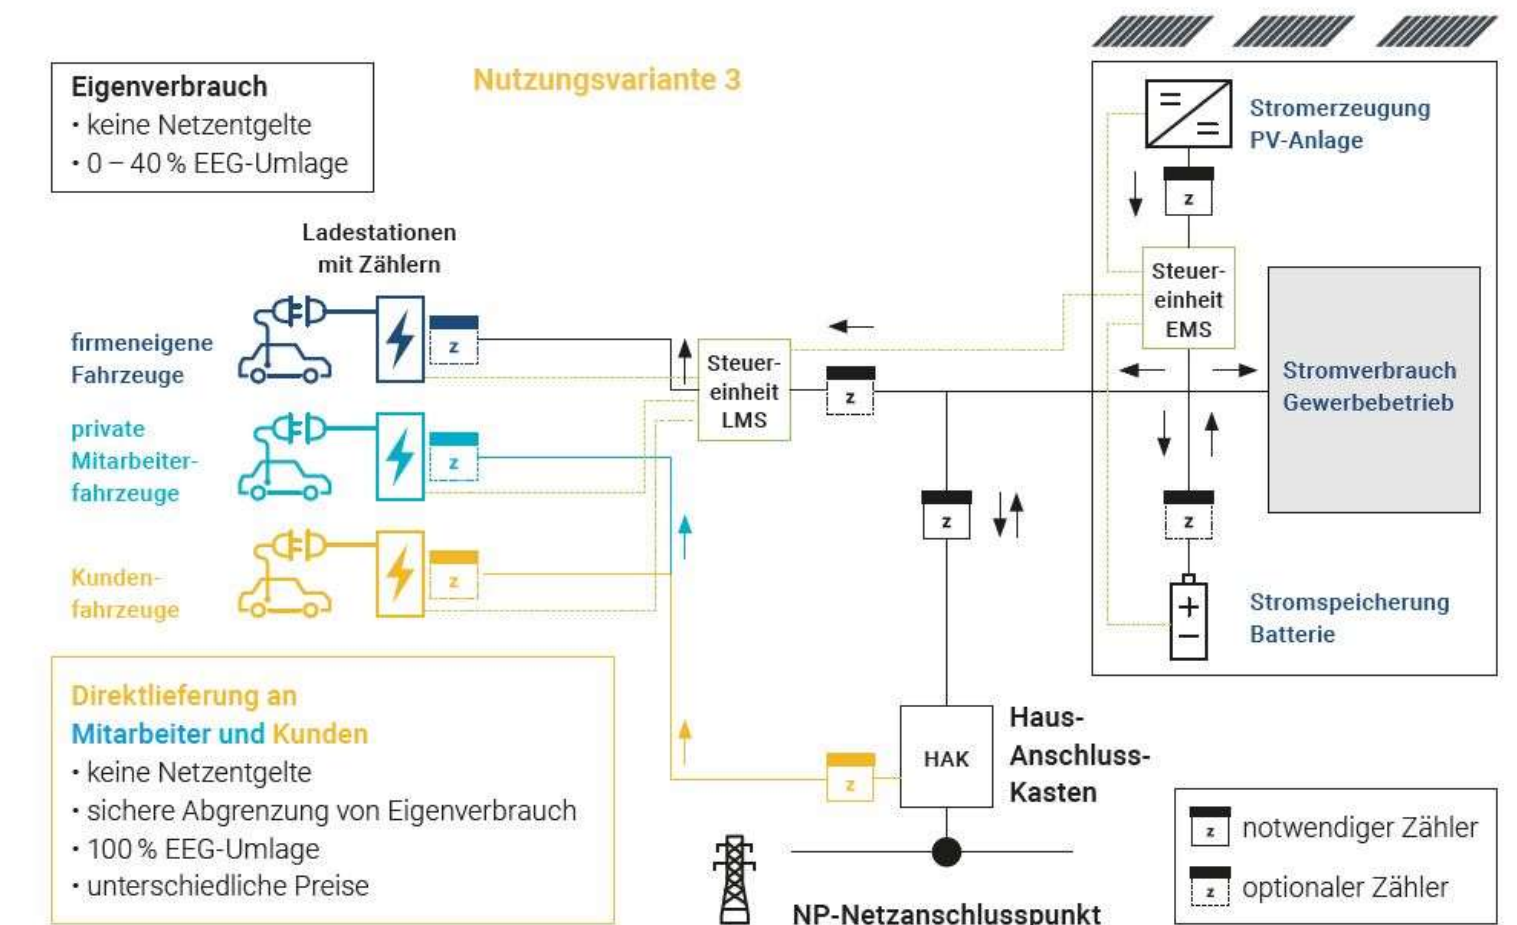 Eigenverbrauch
• keine Netzentgelte
• 0 – 40 % EEG-Umlage
Nutzungsvariante 3
Stromerzeugung
PV-Anlage
z
Ladestationen
mit Zählern
Steuer-
einheit
EMS
firmeneigene
Fahrzeuge
z
Steuer-
einheit
LMS
z
Stromverbrauch
Gewerbebetrieb
private
Mitarbeiter-
fahrzeuge
z
z
z
Kunden-
fahrzeuge
z
+
–
Stromspeicherung
Batterie
Direktlieferung an
Mitarbeiter und Kunden
• keine Netzentgelte
• sichere Abgrenzung von Eigenverbrauch
• 100 % EEG-Umlage
• unterschiedliche Preise
z
HAK
Haus-
Anschluss-
Kasten
NP-Netzanschlusspunkt
z notwendiger Zähler
z optionaler Zähler